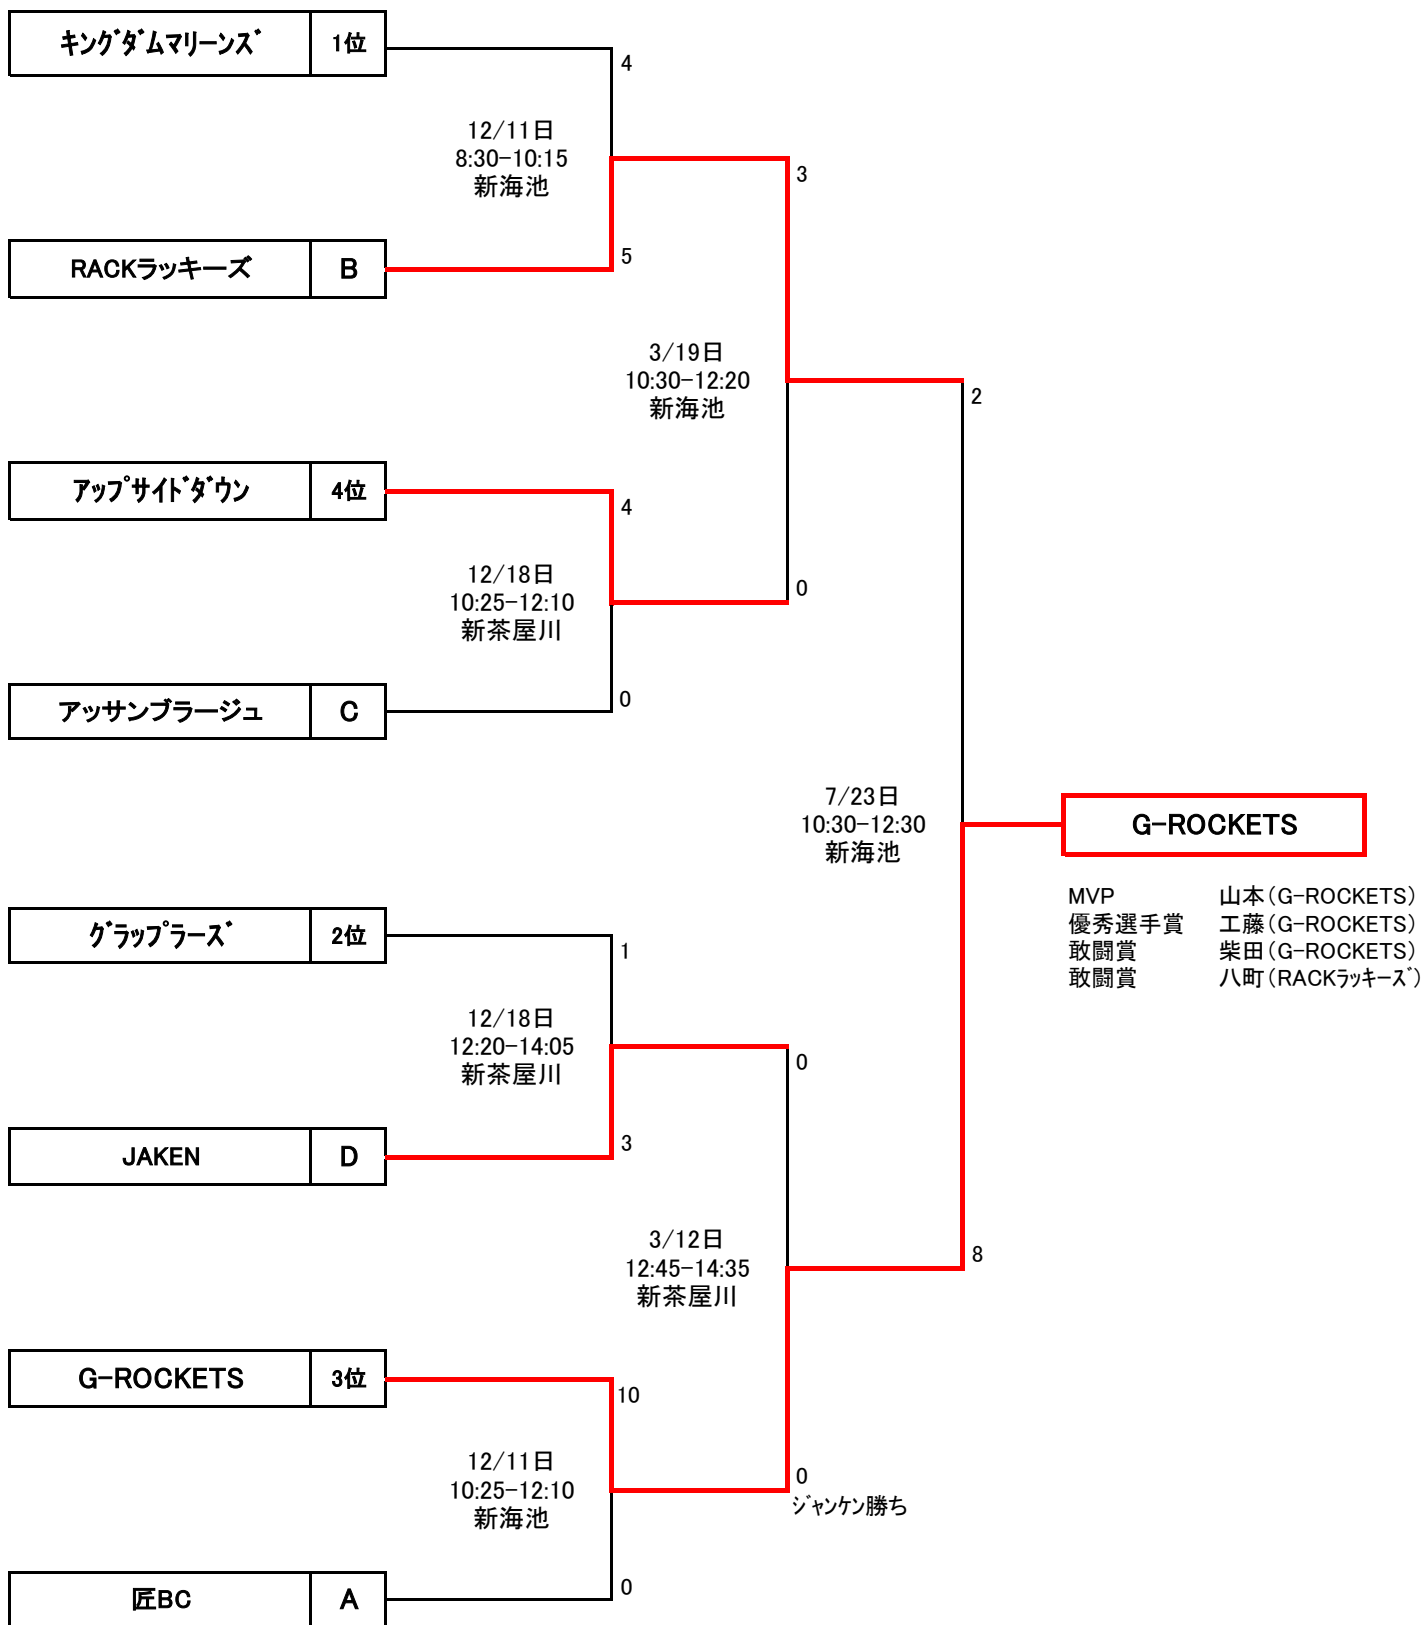 ｷﾝｸﾞﾀﾞﾑﾏﾘｰﾝｽﾞ 1位
4
12/11日
8:30-10:15
新海池
3
RACKラッキーズ B
5
3/19日
10:30-12:20
新海池
2
ｱｯﾌﾟｻｲﾄﾞﾀﾞｳﾝ 4位
4
12/18日
10:25-12:10
新茶屋川
0
アッサンブラージュ C
0
7/23日
10:30-12:30
新海池
G-ROCKETS
MVP 山本(G-ROCKETS)
優秀選手賞 工藤(G-ROCKETS)
敢闘賞 柴田(G-ROCKETS)
敢闘賞 八町(RACKﾗｯｷｰｽﾞ)
ｸﾞﾗｯﾌﾟﾗｰｽﾞ 2位
1
12/18日
12:20-14:05
新茶屋川
0
JAKEN D
3
3/12日
12:45-14:35
新茶屋川
8
G-ROCKETS 3位
10
12/11日
10:25-12:10
新海池
0
ｼﾞｬﾝｹﾝ勝ち
匠BC A
0